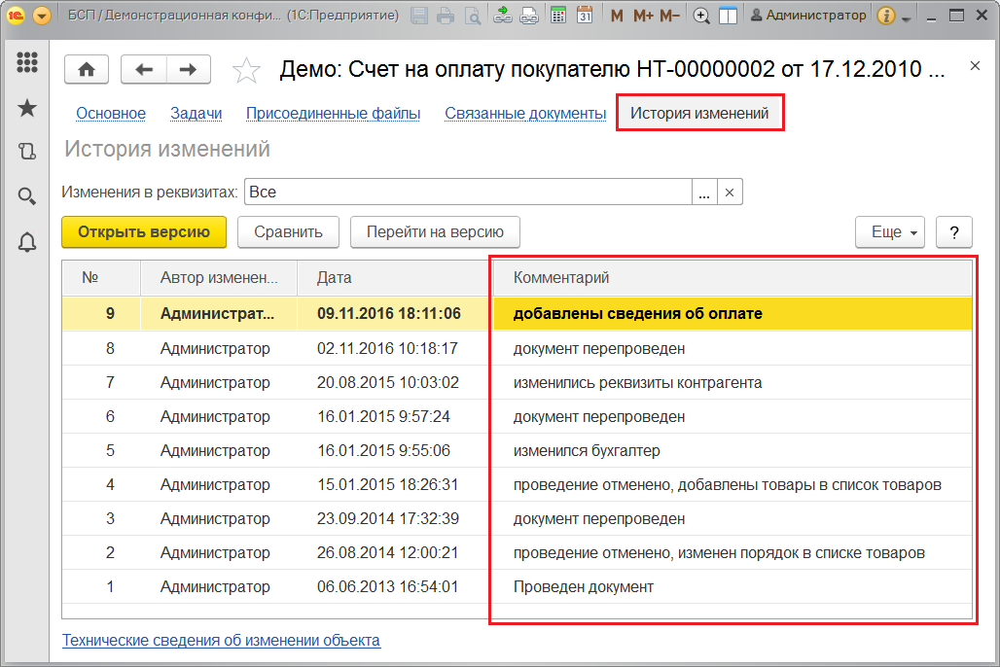 БСП / Демонстрационная конфи... (1С:Предприятие) 31 M M+ M- Администратор
Демо: Счет на оплату покупателю НТ-00000002 от 17.12.2010 ...
Основное Задачи Присоединенные файлы Связанные документы История изменений
История изменений
Изменения в реквизитах: Все ... ×
Открыть версию Сравнить Перейти на версию Еще ?
№ Автор изменен... Дата Комментарий
9 Администрат... 09.11.2016 18:11:06 добавлены сведения об оплате
8 Администратор 02.11.2016 10:18:17 документ перепроведен
7 Администратор 20.08.2015 10:03:02 изменились реквизиты контрагента
6 Администратор 16.01.2015 9:57:24 документ перепроведен
5 Администратор 16.01.2015 9:55:06 изменился бухгалтер
4 Администратор 15.01.2015 18:26:31 проведение отменено, добавлены товары в список товаров
3 Администратор 23.09.2014 17:32:39 документ перепроведен
2 Администратор 26.08.2014 12:00:21 проведение отменено, изменен порядок в списке товаров
1 Администратор 06.06.2013 16:54:01 Проведен документ
Технические сведения об изменении объекта